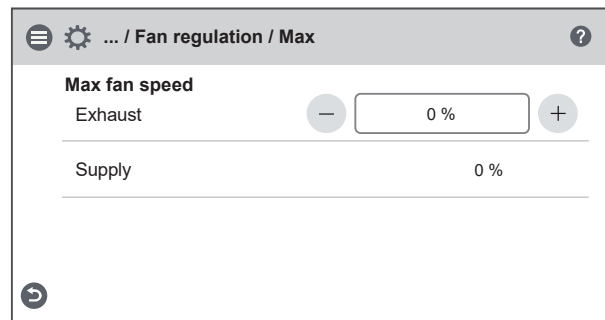 ... / Fan regulation / Max
?
Max fan speed
Exhaust – 0 % +
Supply 0 %